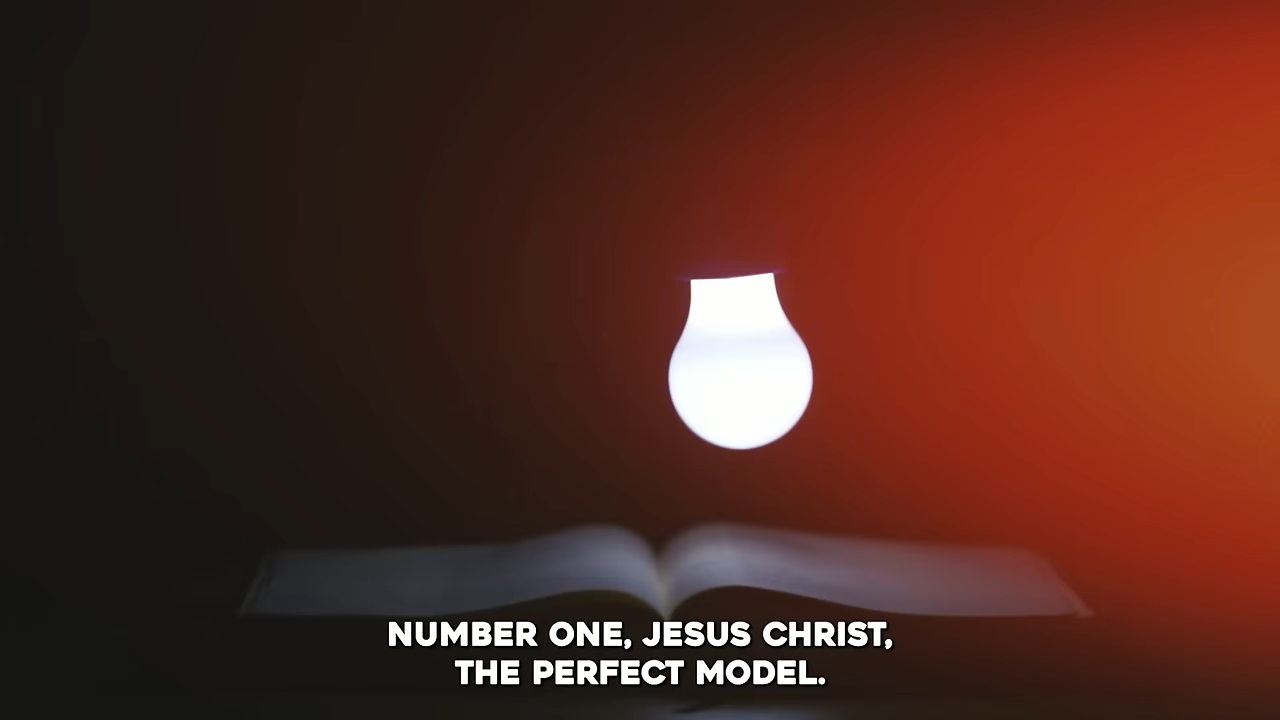 NUMBER ONE, JESUS CHRIST,
THE PERFECT MODEL.